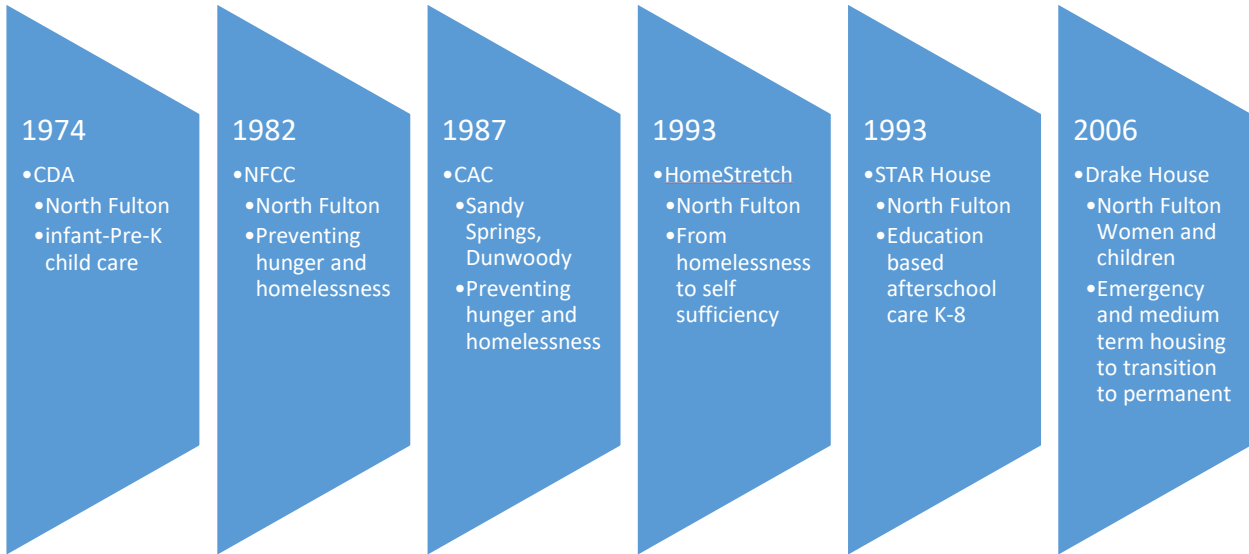 1974
•CDA
•North Fulton
•infant-Pre-K
child care
1982
•NFCC
•North Fulton
•Preventing
hunger and
homelessness
1987
•CAC
•Sandy
Springs,
Dunwoody
•Preventing
hunger and
homelessness
1993
•HomeStretch
•North Fulton
•From
homelessness
to self
sufficiency
1993
•STAR House
•North Fulton
•Education
based
afterschool
care K-8
2006
•Drake House
•North Fulton
Women and
children
•Emergency
and medium
term housing
to transition
to permanent